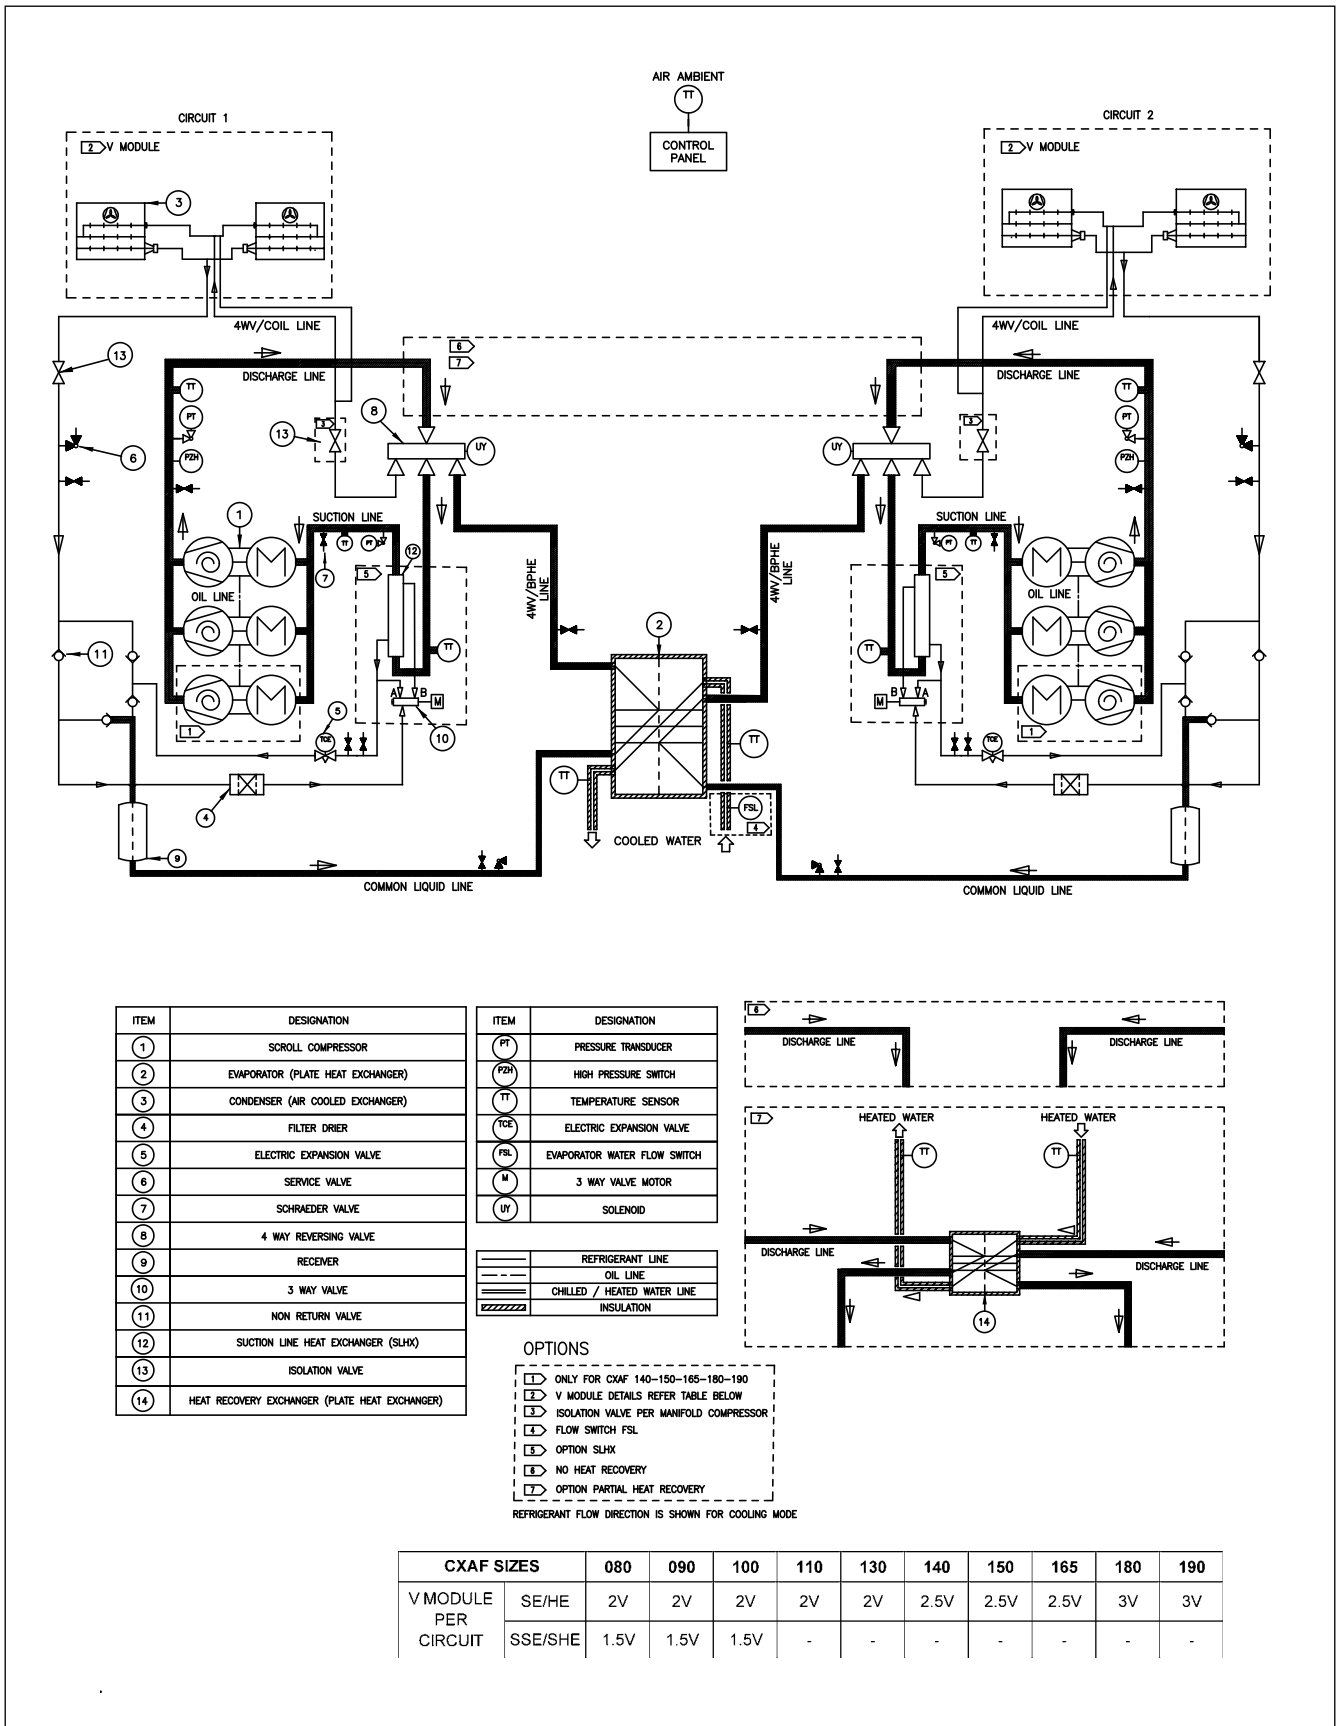 AIR AMBIENT
TT
CONTROL
PANEL
CIRCUIT 1
2 V MODULE
3
CIRCUIT 2
2 V MODULE
4WV/COIL LINE
4WV/COIL LINE
13
6
7
DISCHARGE LINE
DISCHARGE LINE
TT
PT
PZH
3
13
8
UY
UY
3
TT
PT
PZH
6
1
SUCTION LINE
TT
PT
7
12
5
SUCTION LINE
PT
TT
5
4WV/BPHE
LINE
4WV/BPHE
LINE
OIL LINE
OIL LINE
2
11
TT
TT
A
B
M
10
M
B
A
1
1
5
TCE
TCE
TT
TT
4
FSL
4
COOLED WATER
9
COMMON LIQUID LINE
COMMON LIQUID LINE
ITEM DESIGNATION
1 SCROLL COMPRESSOR
2 EVAPORATOR (PLATE HEAT EXCHANGER)
3 CONDENSER (AIR COOLED EXCHANGER)
4 FILTER DRIER
5 ELECTRIC EXPANSION VALVE
6 SERVICE VALVE
7 SCHRAEDER VALVE
8 4 WAY REVERSING VALVE
9 RECEIVER
10 3 WAY VALVE
11 NON RETURN VALVE
12 SUCTION LINE HEAT EXCHANGER (SLHX)
13 ISOLATION VALVE
14 HEAT RECOVERY EXCHANGER (PLATE HEAT EXCHANGER)
ITEM DESIGNATION
PT PRESSURE TRANSDUCER
PZH HIGH PRESSURE SWITCH
TT TEMPERATURE SENSOR
TCE ELECTRIC EXPANSION VALVE
FSL EVAPORATOR WATER FLOW SWITCH
M 3 WAY VALVE MOTOR
UY SOLENOID
REFRIGERANT LINE
OIL LINE
CHILLED / HEATED WATER LINE
INSULATION
6
DISCHARGE LINE
DISCHARGE LINE
7
HEATED WATER
HEATED WATER
TT
TT
DISCHARGE LINE
DISCHARGE LINE
14
OPTIONS
1 ONLY FOR CXAF 140-150-165-180-190
2 V MODULE DETAILS REFER TABLE BELOW
3 ISOLATION VALVE PER MANIFOLD COMPRESSOR
4 FLOW SWITCH FSL
5 OPTION SLHX
6 NO HEAT RECOVERY
7 OPTION PARTIAL HEAT RECOVERY
REFRIGERANT FLOW DIRECTION IS SHOWN FOR COOLING MODE
CXAF SIZES 080 090 100 110 130 140 150 165 180 190
V MODULE
PER
CIRCUIT
SE/HE 2V 2V 2V 2V 2V 2.5V 2.5V 2.5V 3V 3V
SSE/SHE 1.5V 1.5V 1.5V - - - - - - -